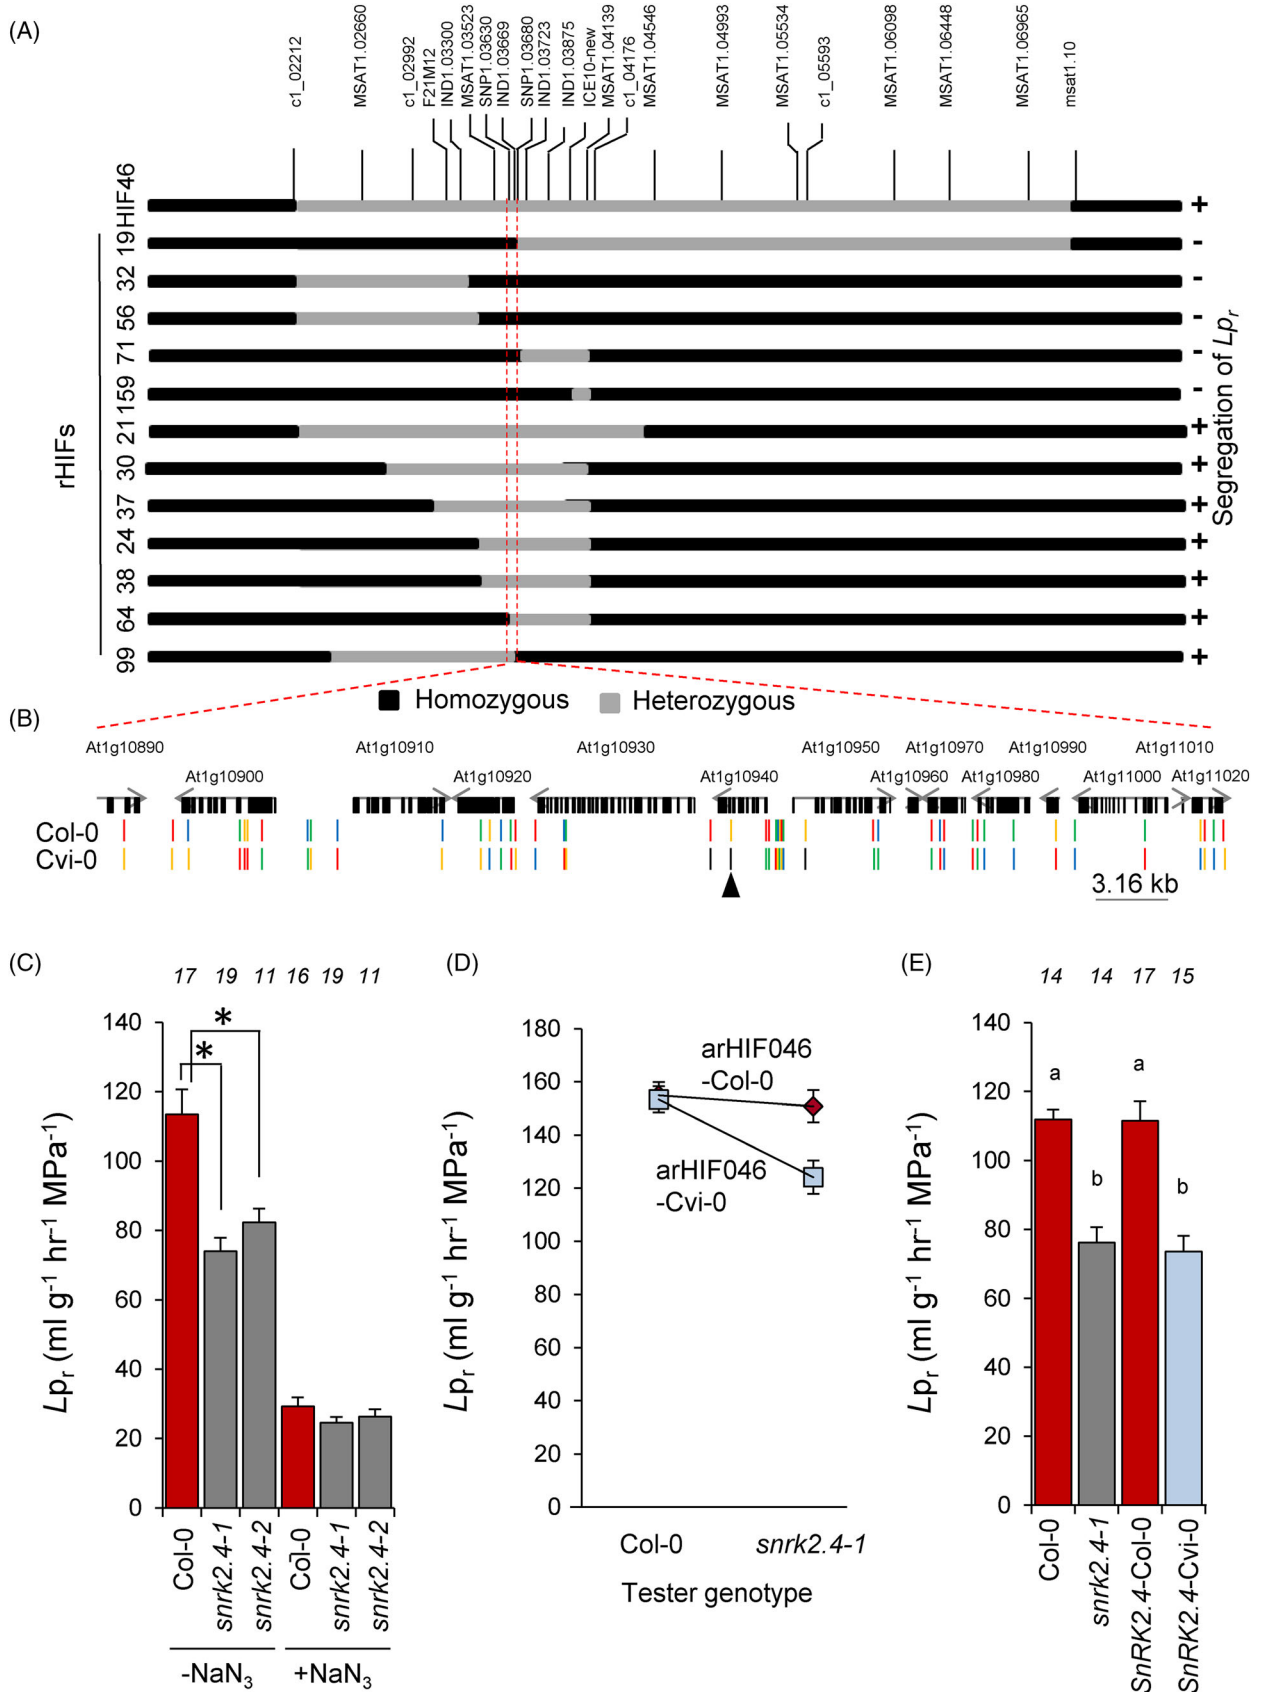 (A)
c1_02212
MSAT1.02660
c1_02992
F21M12
IND1.03300
MSAT1.03523
SNP1.03630
IND1.03669
SNP1.03680
IND1.03723
IND1.03875
ICE10-new
MSAT1.04139
c1_04176
MSAT1.04546
MSAT1.04993
MSAT1.05534
c1_05593
MSAT1.06098
MSAT1.06448
MSAT1.06965
msat1.10
HIF46 +
19 -
32 -
56 -
71 -
159 -
21 +
30 +
37 +
24 +
38 +
64 +
99 +
rHIFs
Segregation of Lpr
Homozygous Heterozygous
(B)
At1g10890 At1g10910 At1g10930 At1g10950 At1g10970 At1g10990 At1g11010
At1g10900 At1g10920 At1g10940 At1g10960 At1g10980 At1g11000 At1g11020
Col-0
Cvi-0
3.16 kb
(C)
17 19 11 16 19 11
140
120
100
80
60
40
20
0
* *
Lpr (ml g-1 hr-1 MPa-1)
Col-0
snrk2.4-1
snrk2.4-2
Col-0
snrk2.4-1
snrk2.4-2
-NaN3 +NaN3
(D)
180
160
140
120
100
80
60
40
20
0
Lpr (ml g-1 hr-1 MPa-1)
arHIF046
-Col-0
arHIF046
-Cvi-0
Col-0 snrk2.4-1
Tester genotype
(E)
14 14 17 15
140
120
100
80
60
40
20
0
a b a b
Lpr (ml g-1 hr-1 MPa-1)
Col-0
snrk2.4-1
SnRK2.4-Col-0
SnRK2.4-Cvi-0